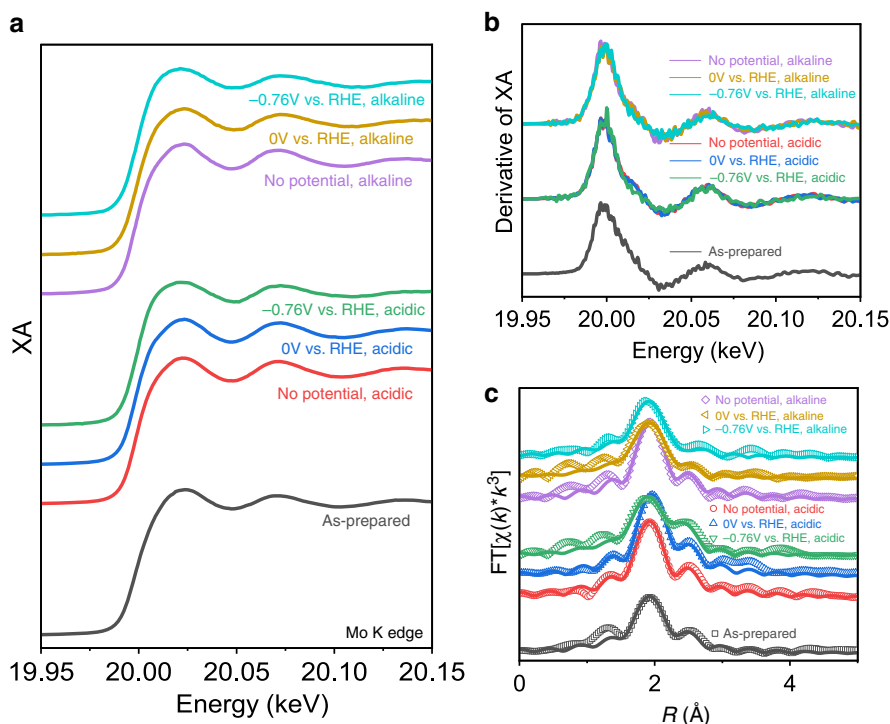 a
−0.76V vs. RHE, alkaline
0V vs. RHE, alkaline
No potential, alkaline
−0.76V vs. RHE, acidic
0V vs. RHE, acidic
No potential, acidic
As-prepared
Mo K edge
XA
19.95 20.00 20.05 20.10 20.15
Energy (keV)
b
No potential, alkaline
0V vs. RHE, alkaline
−0.76V vs. RHE, alkaline
No potential, acidic
0V vs. RHE, acidic
−0.76V vs. RHE, acidic
As-prepared
Derivative of XA
19.95 20.00 20.05 20.10 20.15
Energy (keV)
c
No potential, alkaline
0V vs. RHE, alkaline
−0.76V vs. RHE, alkaline
No potential, acidic
0V vs. RHE, acidic
−0.76V vs. RHE, acidic
As-prepared
FT[χ(k)*k³]
0 2 4
R (Å)